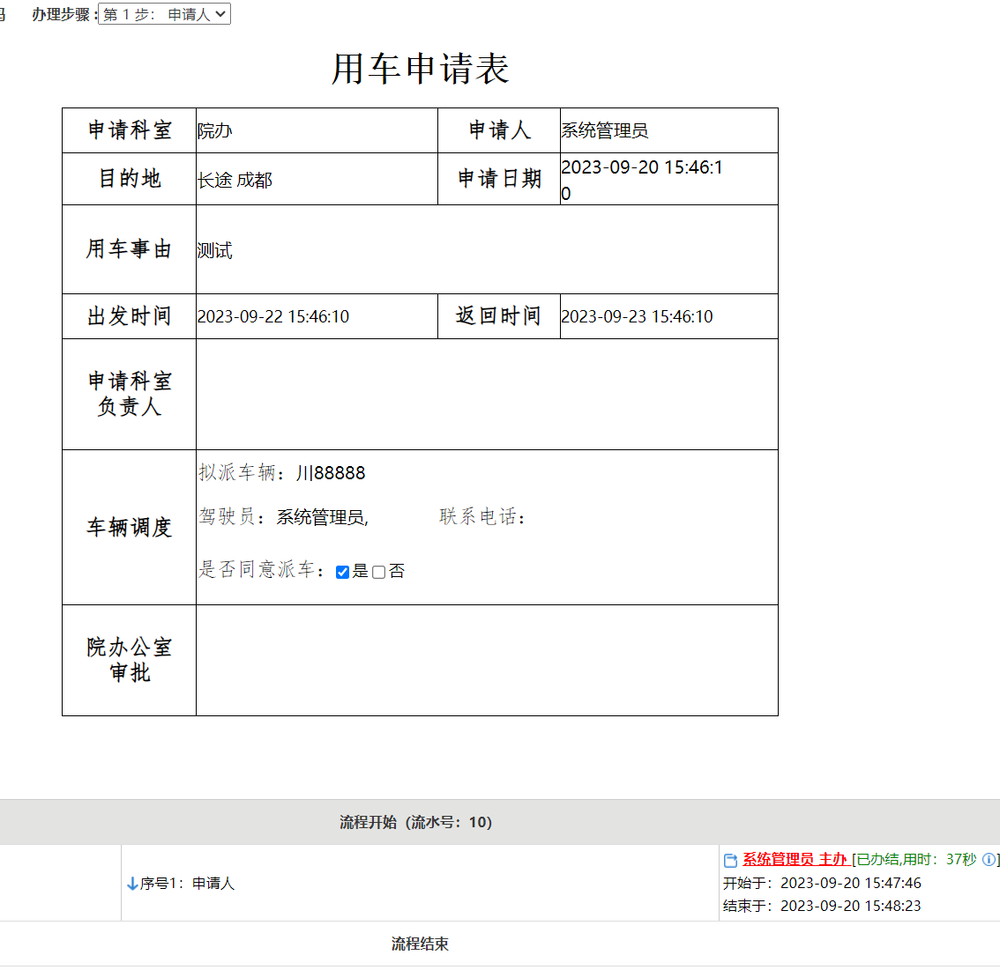 码 办理步骤：第 1 步： 申请人
用车申请表
申请科室 院办 申请人 系统管理员
目的地 长途 成都 申请日期 2023-09-20 15:46:1
0
用车事由 测试
出发时间 2023-09-22 15:46:10 返回时间 2023-09-23 15:46:10
申请科室
负责人
拟派车辆：川88888
驾驶员：系统管理员, 联系电话：
车辆调度
是否同意派车：是 否
院办公室
审批
流程开始（流水号：10）
系统管理员 主办 [已办结,用时：37秒 ]
序号1：申请人
开始于：2023-09-20 15:47:46
结束于：2023-09-20 15:48:23
流程结束